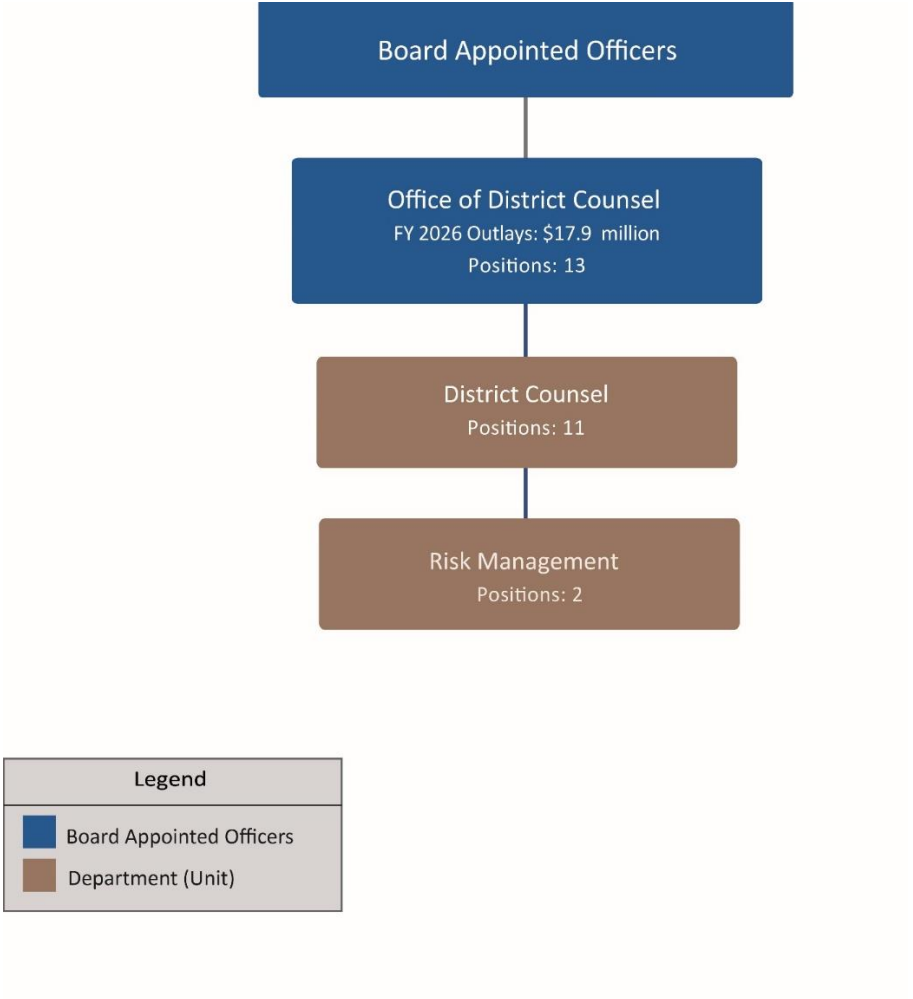 Board Appointed Officers
Office of District Counsel
FY 2026 Outlays: $17.9 million
Positions: 13
District Counsel
Positions: 11
Risk Management
Positions: 2
Legend
Board Appointed Officers
Department (Unit)